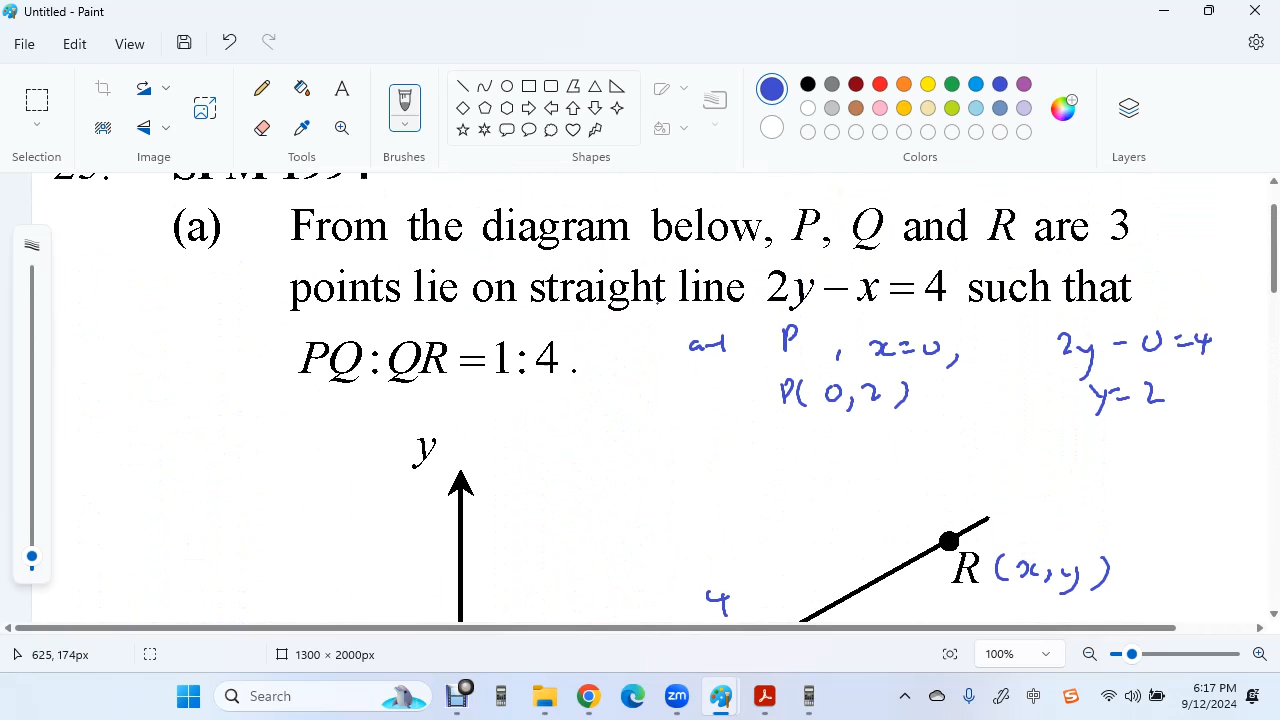 Untitled - Paint
File Edit View
Selection Image Tools Brushes Shapes Colors Layers
(a) From the diagram below, P, Q and R are 3
points lie on straight line 2y − x = 4 such that
PQ : QR = 1 : 4 .
at P , x=0, 2y - 0 = 4
P( 0, 2 ) y= 2
y
R (x, y)
4
625, 174px 1300 × 2000px 100%
Search zm 中 S 6:17 PM
9/12/2024